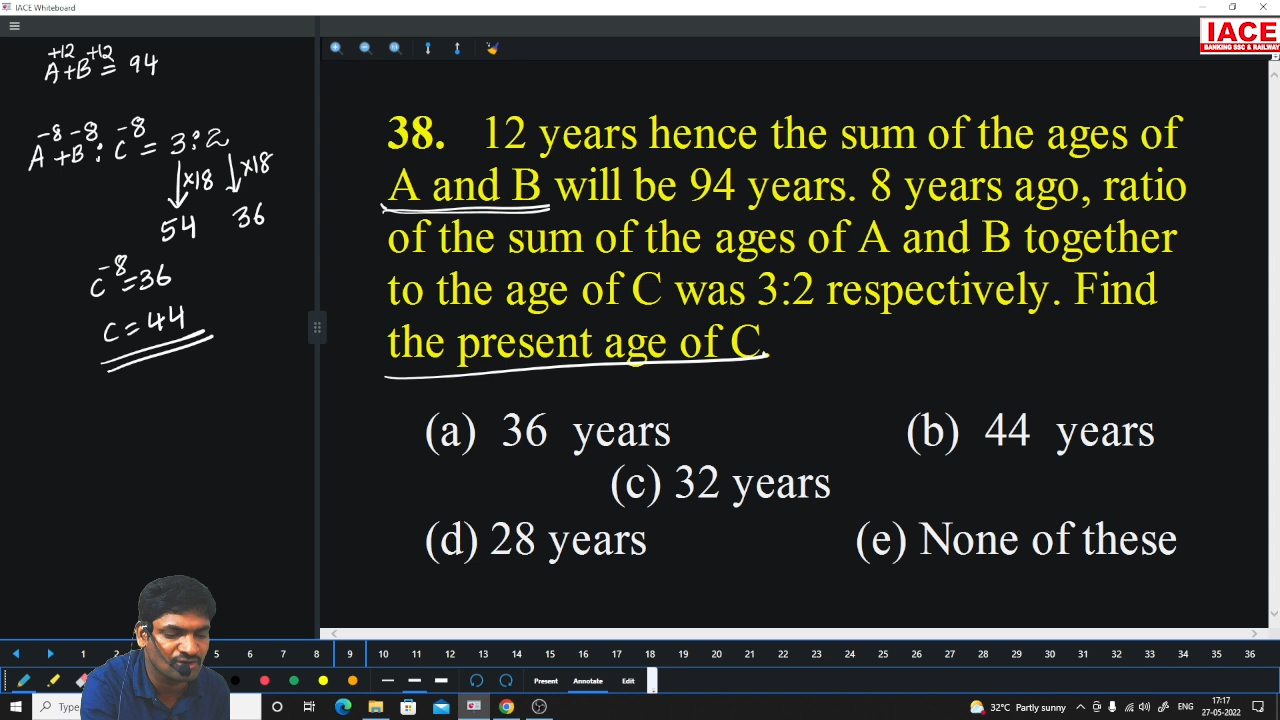 IACE Whiteboard
IACE
BANKING SSC & RAILWAY
+12 +12
A+B = 94
-8 -8 -8
A+B : C = 3:2
×18 ×18
54 36
-8
C = 36
C = 44
38. 12 years hence the sum of the ages of
A and B will be 94 years. 8 years ago, ratio
of the sum of the ages of A and B together
to the age of C was 3:2 respectively. Find
the present age of C.
(a) 36 years (b) 44 years
(c) 32 years
(d) 28 years (e) None of these
1 2 5 6 7 8 9 10 11 12 13 14 15 16 17 18 19 20 21 22 23 24 25 26 27 28 29 30 31 32 33 34 35 36
Present Annotate Edit
Type
32°C Partly sunny ENG 17:17
27-05-2022